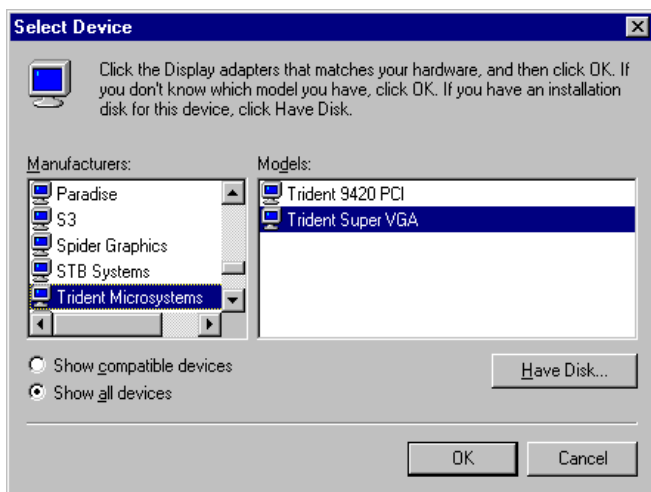 Select Device
Click the Display adapters that matches your hardware, and then click OK. If
you don't know which model you have, click OK. If you have an installation
disk for this device, click Have Disk.
Manufacturers:
Models:
Paradise
S3
Spider Graphics
STB Systems
Trident Microsystems
Trident 9420 PCI
Trident Super VGA
Show compatible devices
Show all devices
Have Disk...
OK
Cancel